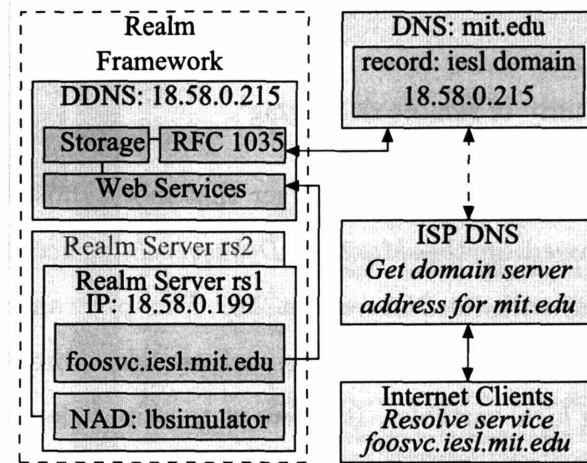 Realm
Framework
DDNS: 18.58.0.215
Storage
RFC 1035
Web Services
Realm Server rs2
Realm Server rs1
IP: 18.58.0.199
foosvc.iesl.mit.edu
NAD: lbsimulator
DNS: mit.edu
record: iesl domain
18.58.0.215
ISP DNS
Get domain server
address for mit.edu
Internet Clients
Resolve service
foosvc.iesl.mit.edu